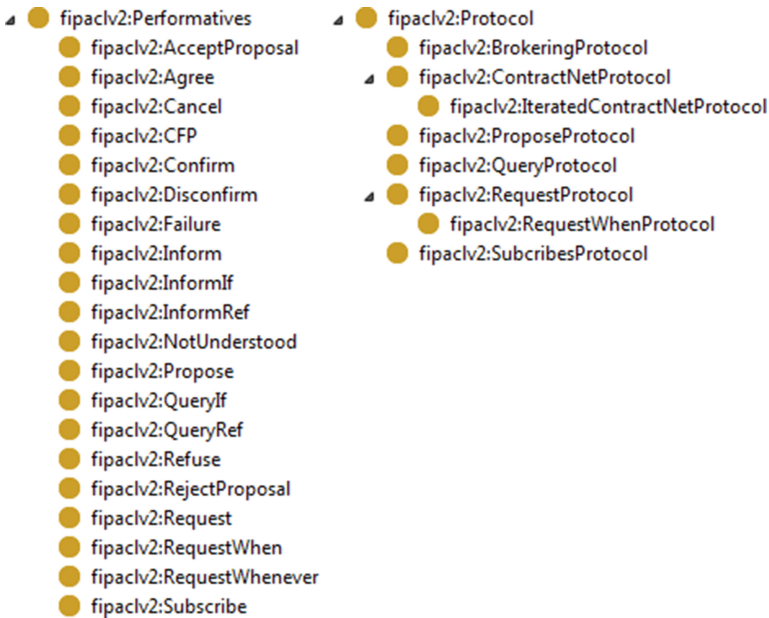 fipaclv2:Performatives
fipaclv2:AcceptProposal
fipaclv2:Agree
fipaclv2:Cancel
fipaclv2:CFP
fipaclv2:Confirm
fipaclv2:Disconfirm
fipaclv2:Failure
fipaclv2:Inform
fipaclv2:InformIf
fipaclv2:InformRef
fipaclv2:NotUnderstood
fipaclv2:Propose
fipaclv2:QueryIf
fipaclv2:QueryRef
fipaclv2:Refuse
fipaclv2:RejectProposal
fipaclv2:Request
fipaclv2:RequestWhen
fipaclv2:RequestWhenever
fipaclv2:Subscribe
fipaclv2:Protocol
fipaclv2:BrokeringProtocol
fipaclv2:ContractNetProtocol
fipaclv2:IteratedContractNetProtocol
fipaclv2:ProposeProtocol
fipaclv2:QueryProtocol
fipaclv2:RequestProtocol
fipaclv2:RequestWhenProtocol
fipaclv2:SubcribesProtocol